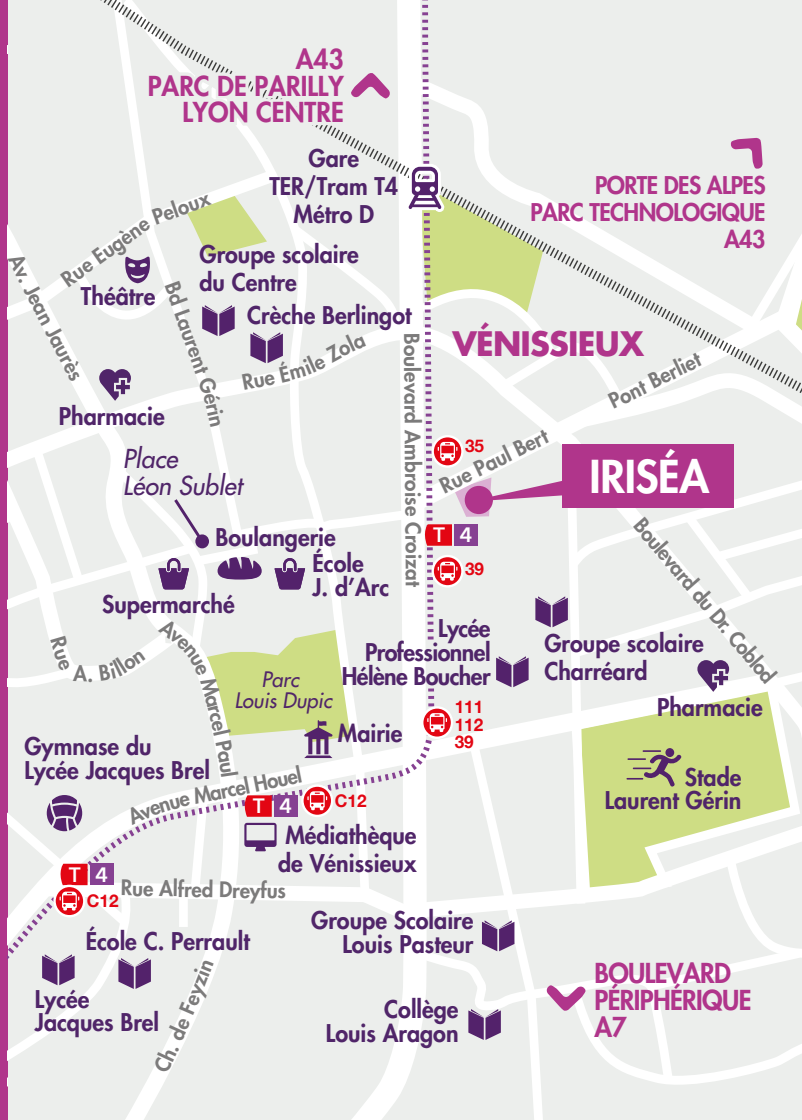 A43
PARC DE PARILLY
LYON CENTRE
PORTE DES ALPES
PARC TECHNOLOGIQUE
A43
Gare
TER/Tram T4
Métro D
Rue Eugène Peloux
Groupe scolaire
du Centre
Théâtre
Av. Jean Jaurès
Bd Laurent Gérin
Crèche Berlingot
Rue Émile Zola
VÉNISSIEUX
Boulevard Ambroise Croizat
Pont Berliet
Pharmacie
35
Rue Paul Bert
IRISÉA
Place
Léon Sublet
T 4
Boulangerie
École
J. d'Arc
39
Supermarché
Boulevard du Dr. Coblod
Rue A. Billon
Avenue Marcel Paul
Parc
Louis Dupic
Lycée
Professionnel
Hélène Boucher
Groupe scolaire
Charréard
Pharmacie
111
112
39
Mairie
Gymnase du
Lycée Jacques Brel
Avenue Marcel Houel
Stade
Laurent Gérin
T 4
C12
Médiathèque
de Vénissieux
T 4
C12
Rue Alfred Dreyfus
Groupe Scolaire
Louis Pasteur
École C. Perrault
Lycée
Jacques Brel
Ch. de Feyzin
Collège
Louis Aragon
BOULEVARD
PÉRIPHÉRIQUE
A7